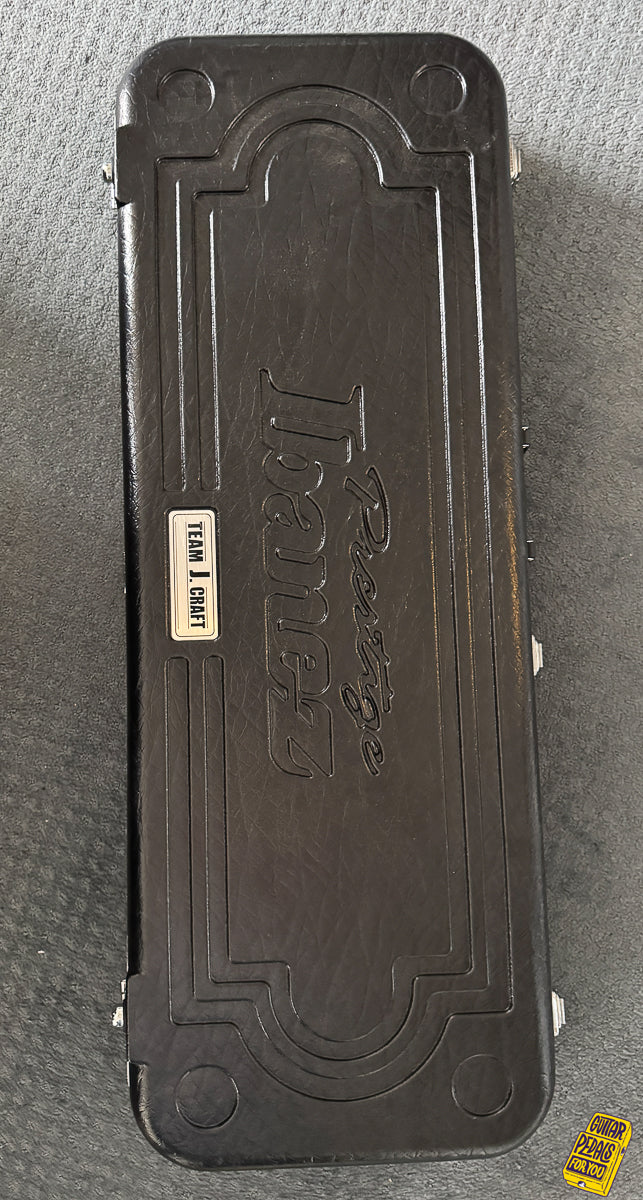 Prestige
Ibanez
TEAM J. CRAFT
GUITAR
PEDALS
FOR YOU